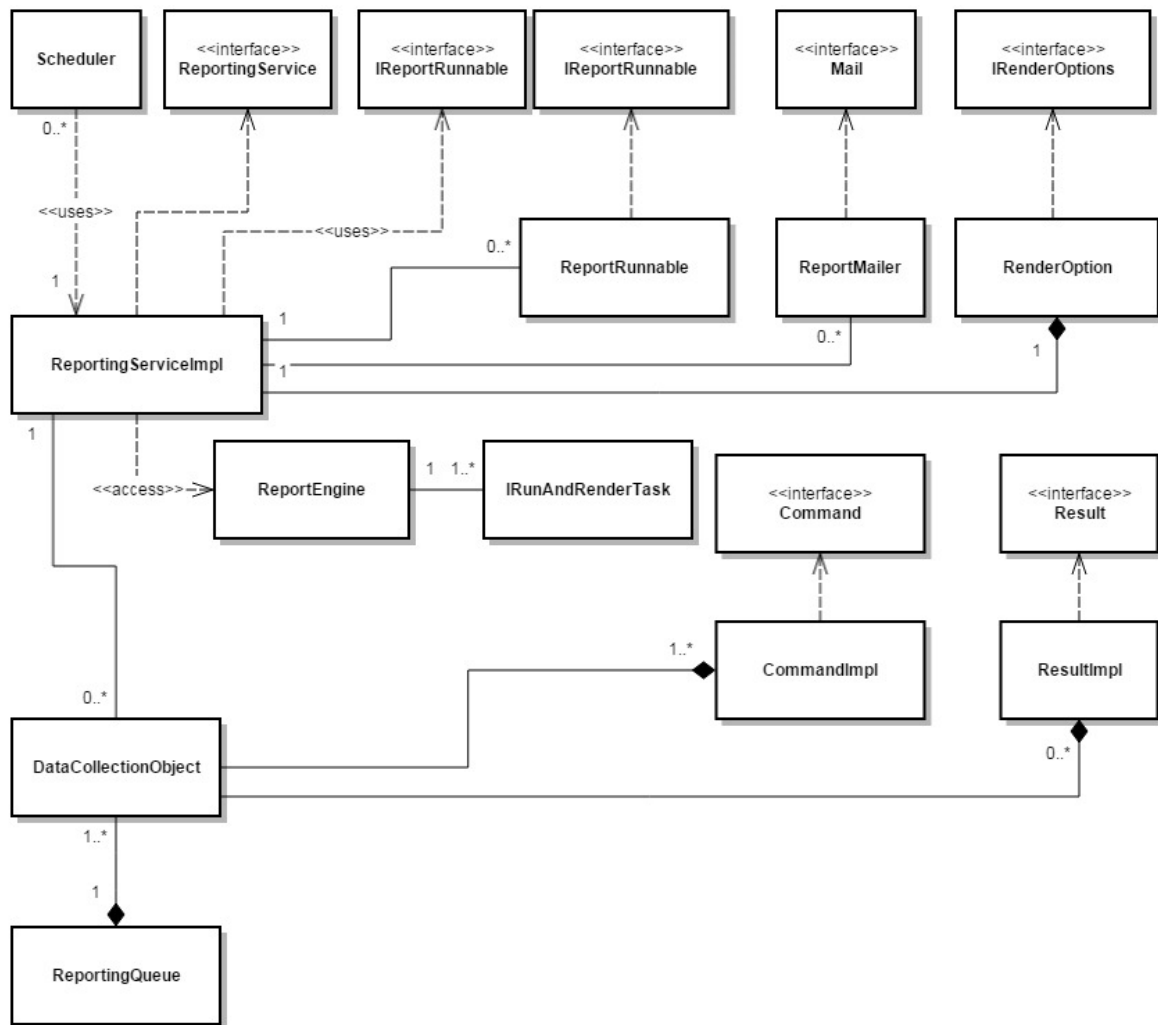 Scheduler
<<interface>>
ReportingService
<<interface>>
IReportRunnable
<<interface>>
IReportRunnable
<<interface>>
Mail
<<interface>>
IRenderOptions
0..*
<<uses>>
<<uses>>
1
0..*
ReportRunnable
ReportMailer
RenderOption
1
0..*
1
1
ReportingServiceImpl
1
<<access>>
ReportEngine
1
1..*
IRunAndRenderTask
<<interface>>
Command
<<interface>>
Result
1..*
CommandImpl
ResultImpl
0..*
DataCollectionObject
0..*
1..*
1
ReportingQueue